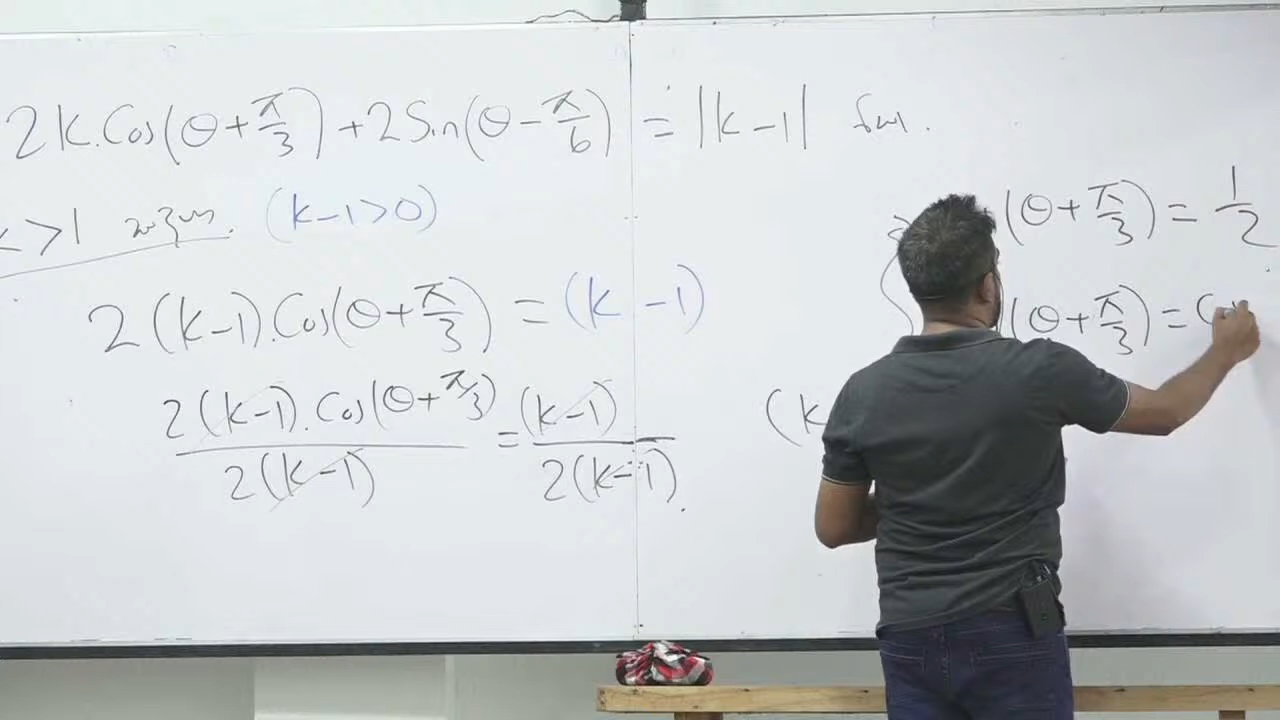 2k.Cos(θ+π/3)+2Sin(θ-π/6) = |k-1|
k>1 (k-1>0)
2(k-1).Cos(θ+π/3) = (k-1)
2(k-1).Cos(θ+π/3)/2(k-1) = (k-1)/2(k-1)
(θ+π/3) = 1/2
(θ+π/3) =
(k